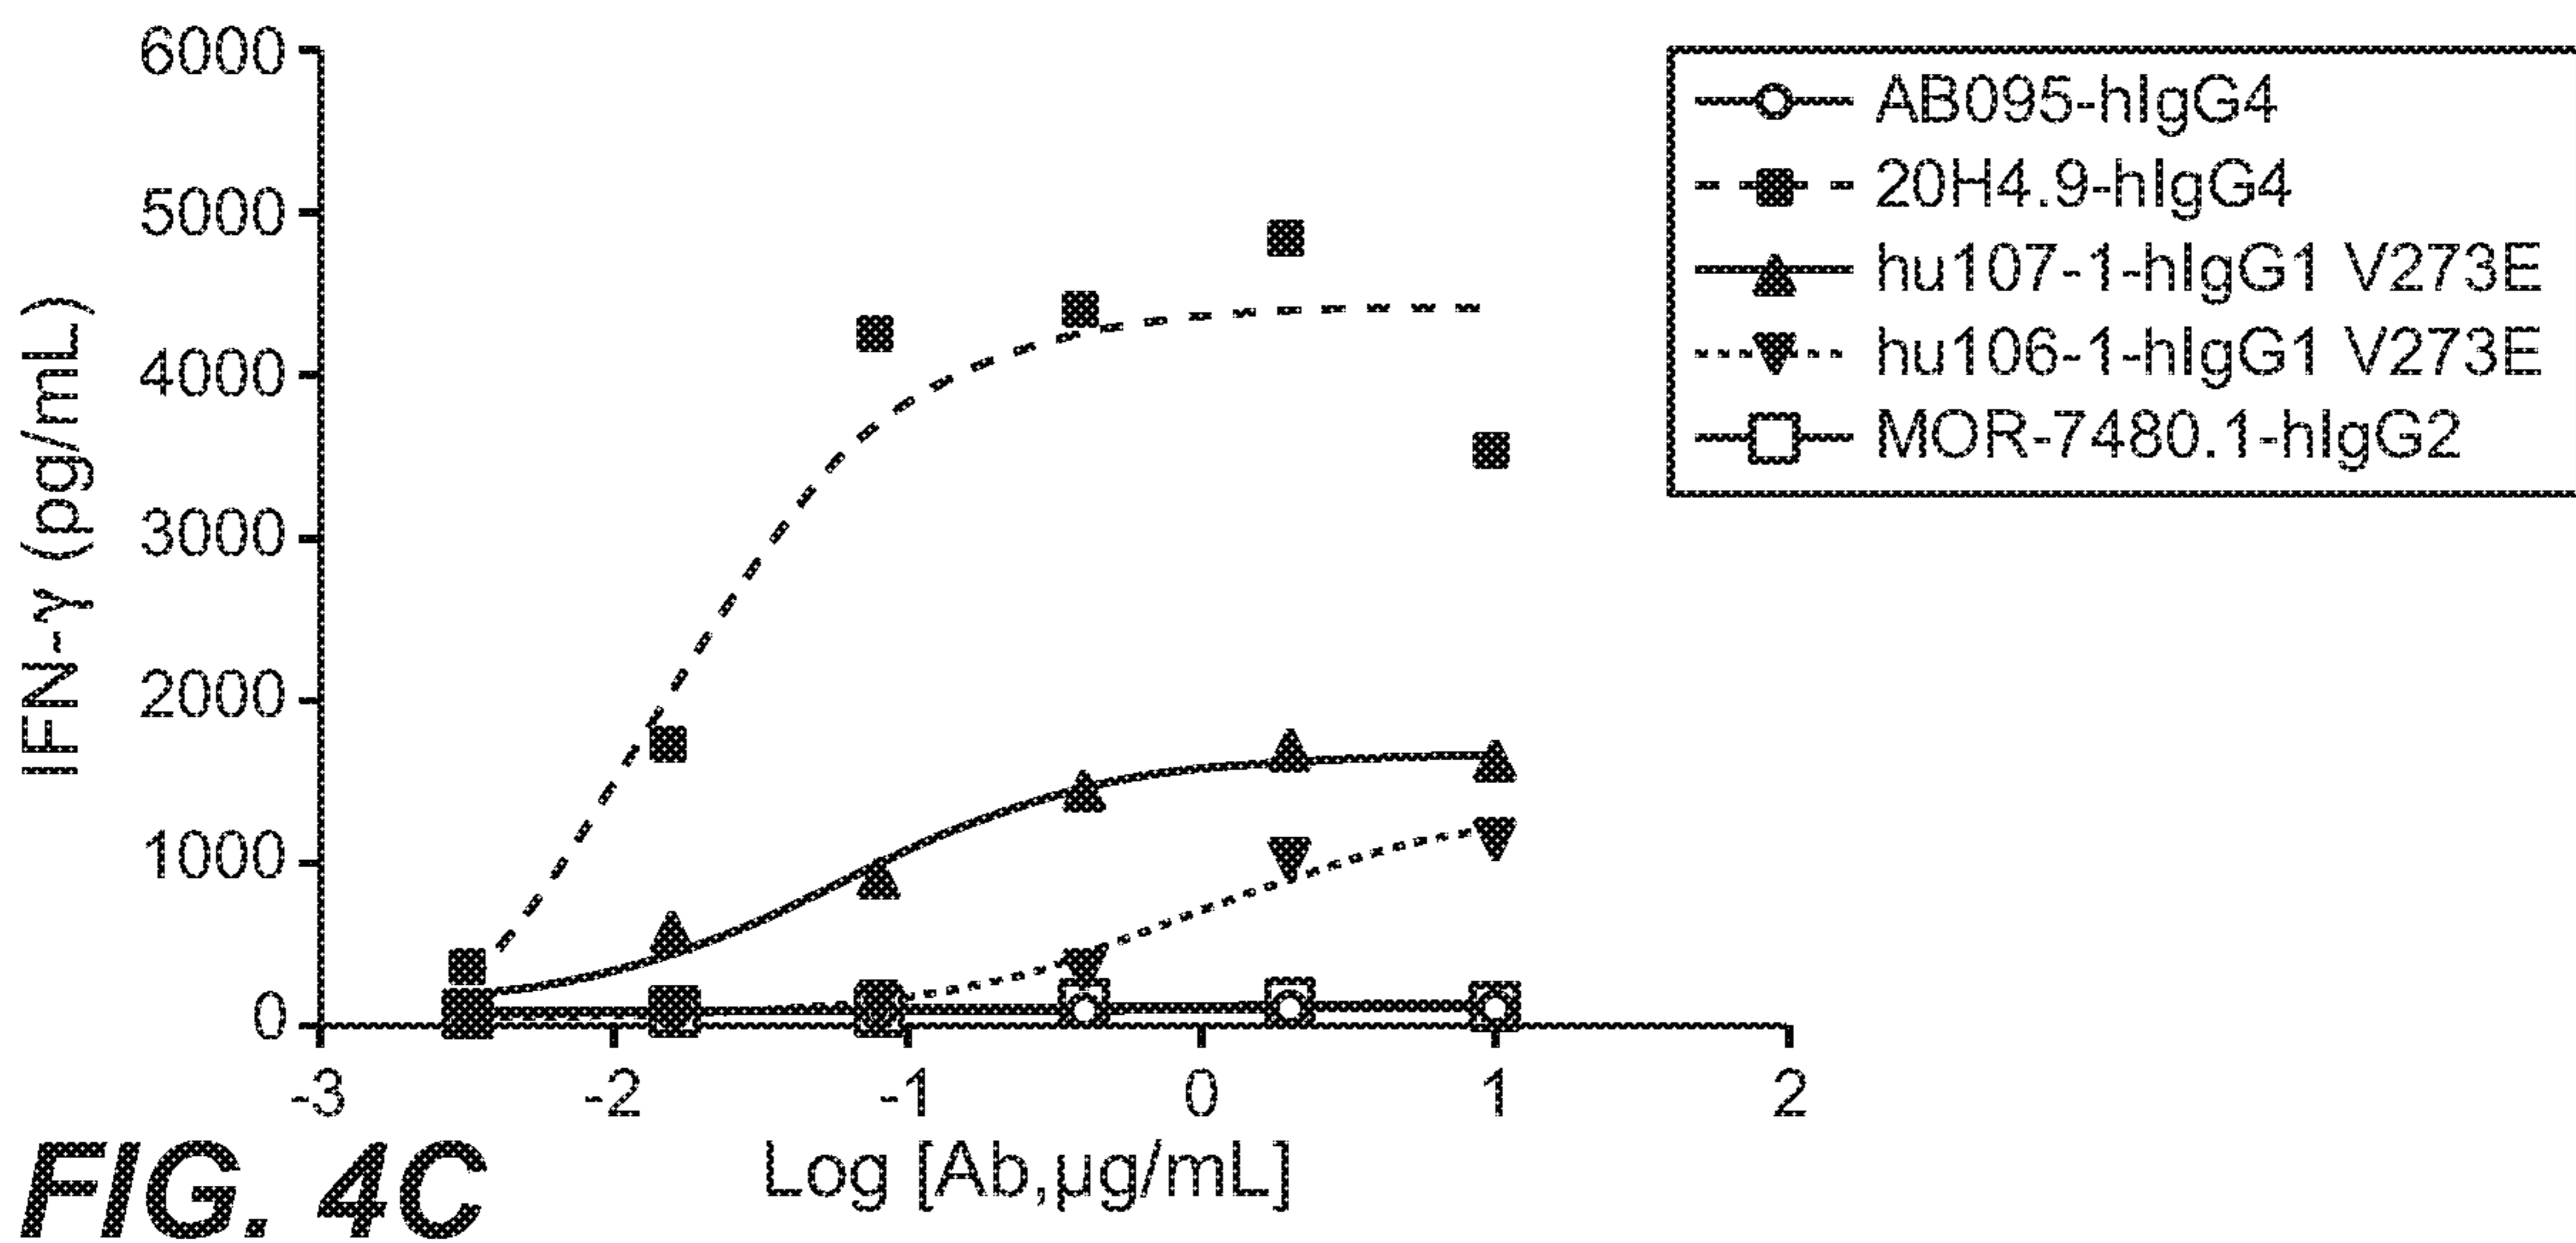 6000
5000
4000
3000
2000
1000
0
IFN-γ (pg/mL)
-3 -2 -1 0 1 2
Log [Ab,µg/mL]
AB095-hIgG4
20H4.9-hIgG4
hu107-1-hIgG1 V273E
hu106-1-hIgG1 V273E
MOR-7480.1-hIgG2
FIG. 4C